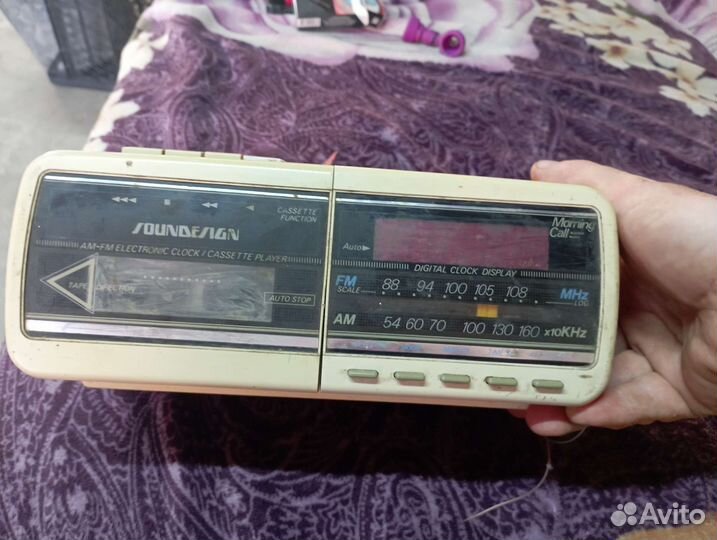 SOUNDESIGN
CASSETTE
FUNCTION
AM-FM ELECTRONIC CLOCK / CASSETTE PLAYER
TAPE DIRECTION
AUTO STOP
Morning
Call
Auto
DIGITAL CLOCK DISPLAY
FM
SCALE
88 94 100 105 108
MHz
LOG
AM
54 60 70 100 130 160 x10KHz
Avito